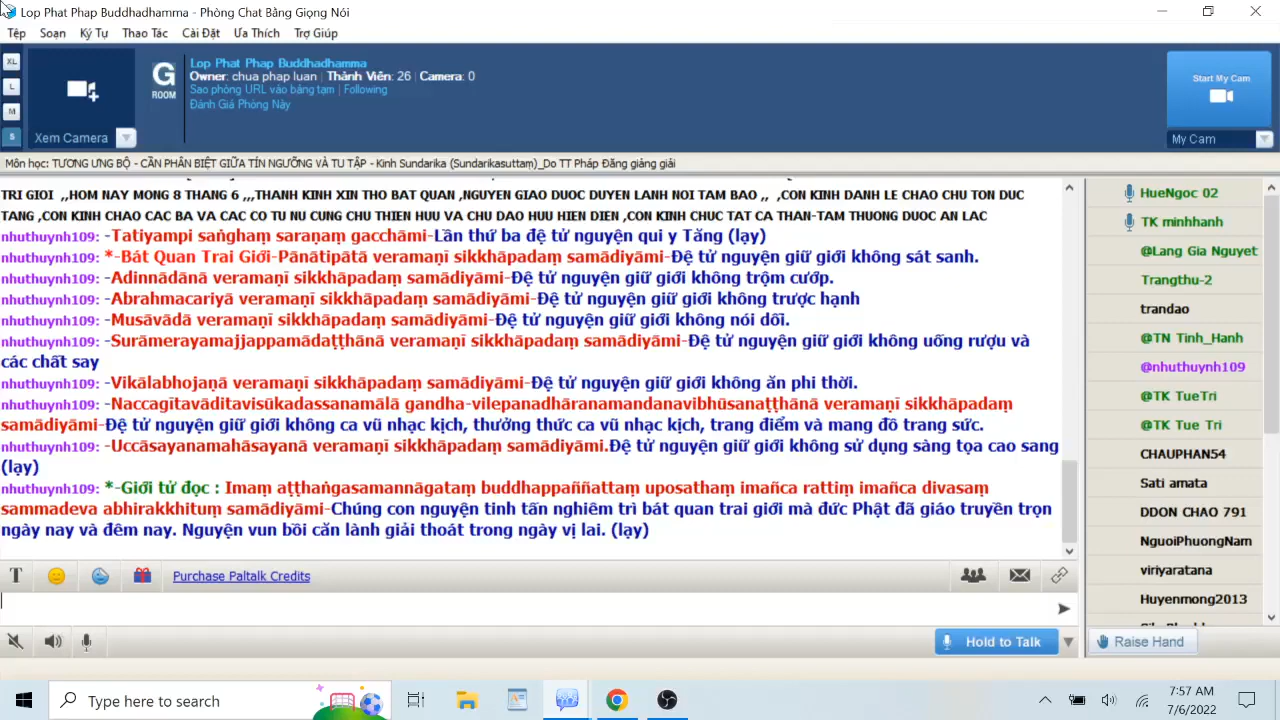 Lop Phat Phap Buddhadhamma - Phòng Chat Bằng Giọng Nói
Tệp Soạn Ký Tự Thao Tác Cài Đặt Ưa Thích Trợ Giúp
XL
L
M
S
Xem Camera
G
ROOM
Lop Phat Phap Buddhadhamma
Owner: chua phap luan | Thành Viên: 26 | Camera: 0
Sao phòng URL vào bảng tạm | Following
Đánh Giá Phòng Này
Start My Cam
My Cam
Môn học: TƯƠNG ƯNG BỘ - CẦN PHÂN BIỆT GIỮA TÍN NGƯỠNG VÀ TU TẬP - Kinh Sundarika (Sundarikasuttaṃ)_Do TT Pháp Đăng giảng giải
TRI GIOI ,,HOM NAY MONG 8 THANG 6 ,,,THANH KINH XIN THO BAT QUAN ,NGUYEN GIAO DUOC DUYEN LANH NOI TAM BAO ,, ,CON KINH DANH LE CHAO CHU TON DUC
TANG ,CON KINH CHAO CAC BA VA CAC CO TU NU CUNG CHU THIEN HUU VA CHU DAO HUU HIEN DIEN ,CON KINH CHUC TAT CA THAN-TAM THUONG DUOC AN LAC
nhuthuynh109: -Tatiyampi saṅghaṃ saraṇaṃ gacchāmi-Lần thứ ba đệ tử nguyện qui y Tăng (lạy)
nhuthuynh109: *-Bát Quan Trai Giới-Pānātipātā veramaṇī sikkhāpadaṃ samādiyāmi-Đệ tử nguyện giữ giới không sát sanh.
nhuthuynh109: -Adinnādānā veramaṇī sikkhāpadaṃ samādiyāmi-Đệ tử nguyện giữ giới không trộm cướp.
nhuthuynh109: -Abrahmacariyā veramaṇī sikkhāpadaṃ samādiyāmi-Đệ tử nguyện giữ giới không trược hạnh
nhuthuynh109: -Musāvādā veramaṇī sikkhāpadaṃ samādiyāmi-Đệ tử nguyện giữ giới không nói dối.
nhuthuynh109: -Surāmerayamajjappamādaṭṭhānā veramaṇī sikkhāpadaṃ samādiyāmi-Đệ tử nguyện giữ giới không uống rượu và
các chất say
nhuthuynh109: -Vikālabhojaṇā veramaṇī sikkhāpadaṃ samādiyāmi-Đệ tử nguyện giữ giới không ăn phi thời.
nhuthuynh109: -Naccagītavāditavisūkadassanamālā gandha-vilepanadhāranamandanavibhūsanaṭṭhānā veramaṇī sikkhāpadaṃ
samādiyāmi-Đệ tử nguyện giữ giới không ca vũ nhạc kịch, thưởng thức ca vũ nhạc kịch, trang điểm và mang đồ trang sức.
nhuthuynh109: -Uccāsayanamahāsayanā veramaṇī sikkhāpadaṃ samādiyāmi.Đệ tử nguyện giữ giới không sử dụng sàng tọa cao sang
(lạy)
nhuthuynh109: *-Giới tử đọc : Imaṃ aṭṭhaṅgasamannāgataṃ buddhappaññattaṃ uposathaṃ imañca rattiṃ imañca divasaṃ
sammadeva abhirakkhituṃ samādiyāmi-Chúng con nguyện tinh tấn nghiêm trì bát quan trai giới mà đức Phật đã giáo truyền trọn
ngày nay và đêm nay. Nguyện vun bồi căn lành giải thoát trong ngày vị lai. (lạy)
HueNgoc 02
TK minhhanh
@Lang Gia Nguyet
Trangthu-2
trandao
@TN Tinh_Hanh
@nhuthuynh109
@TK TueTri
@TK Tue Tri
CHAUPHAN54
Sati amata
DDON CHAO 791
NguoiPhuongNam
viriyaratana
Huyenmong2013
T Purchase Paltalk Credits
Hold to Talk
Raise Hand
Type here to search
7:57 AM
7/6/2022